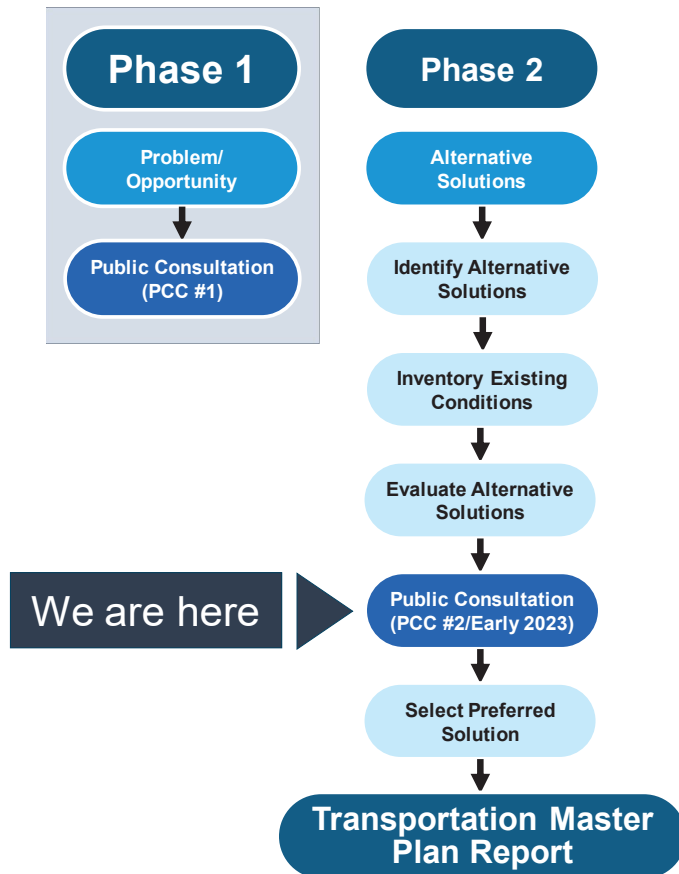 Phase 1
Problem/
Opportunity
Public Consultation
(PCC #1)
Phase 2
Alternative
Solutions
Identify Alternative
Solutions
Inventory Existing
Conditions
Evaluate Alternative
Solutions
We are here
Public Consultation
(PCC #2/Early 2023)
Select Preferred
Solution
Transportation Master
Plan Report